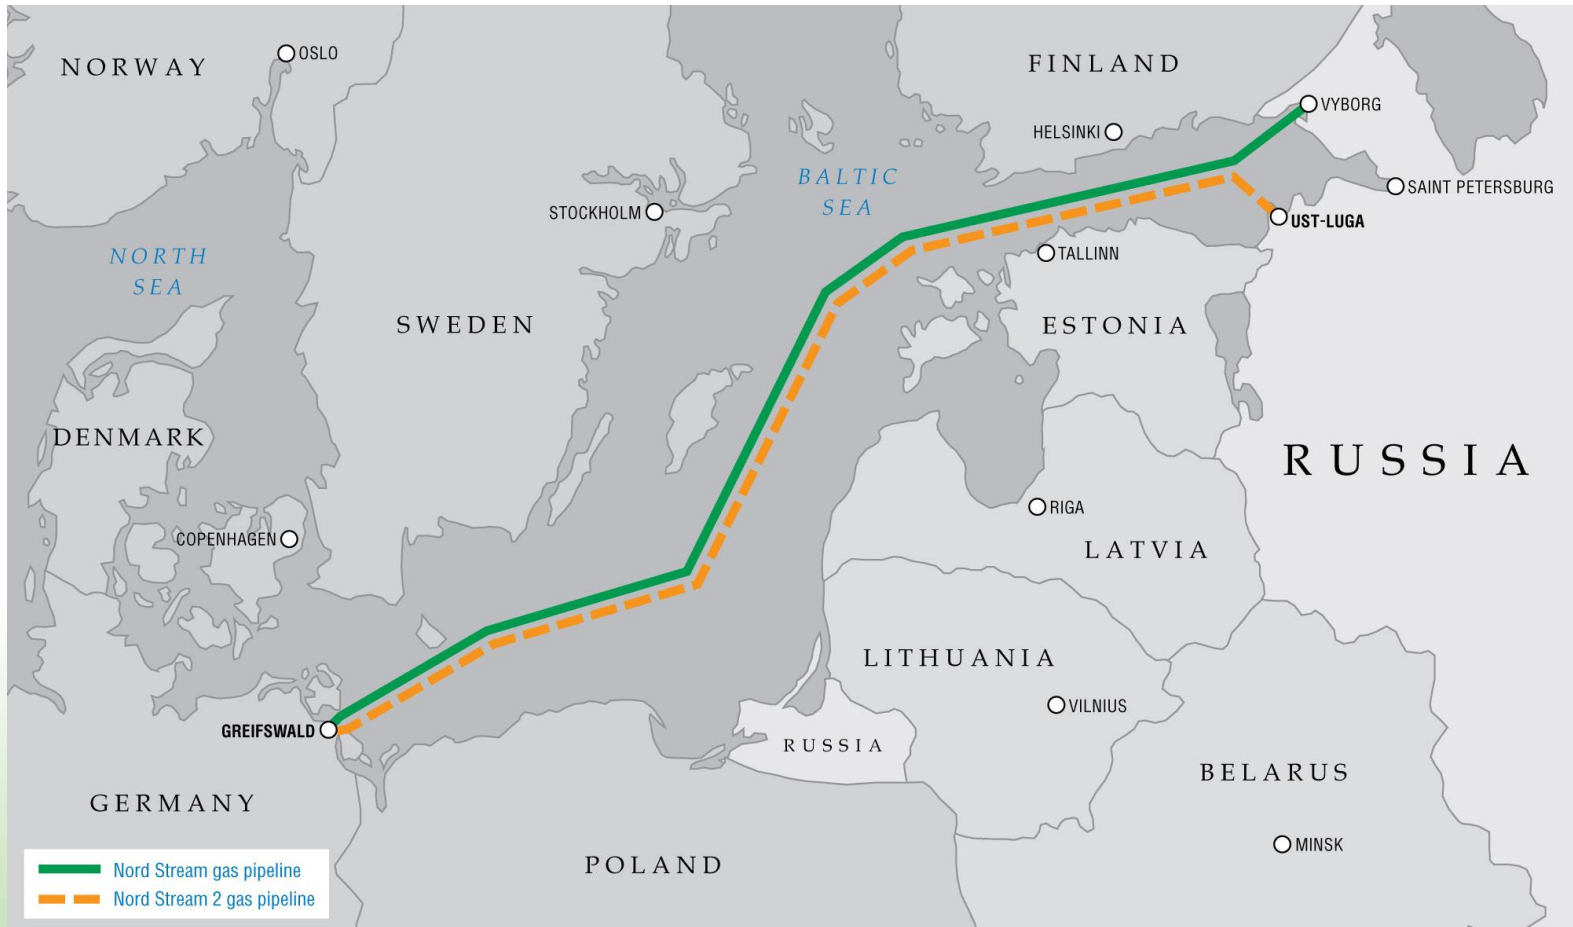 NORWAY
OSLO
FINLAND
VYBORG
HELSINKI
BALTIC
SEA
SAINT PETERSBURG
STOCKHOLM
UST-LUGA
NORTH
SEA
TALLINN
SWEDEN
ESTONIA
DENMARK
RUSSIA
RIGA
COPENHAGEN
LATVIA
LITHUANIA
VILNIUS
GREIFSWALD
RUSSIA
BELARUS
GERMANY
MINSK
POLAND
Nord Stream gas pipeline
Nord Stream 2 gas pipeline